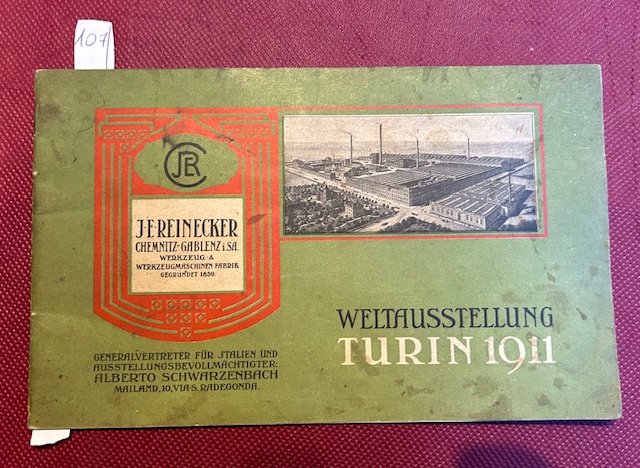 107
JER
J·E·REINECKER
CHEMNITZ-GABLENZ i. SA.
WERKZEUG- &
WERKZEUGMASCHINEN FABRIK
GEGRÜNDET 1859.
WELTAUSSTELLUNG
TURIN 1911
GENERALVERTRETER FÜR JTALIEN UND
AUSSTELLUNGSBEVOLLMÄCHTIGTER:
ALBERTO SCHWARZENBACH
MAILAND, 10, VIA S. RADEGONDA.